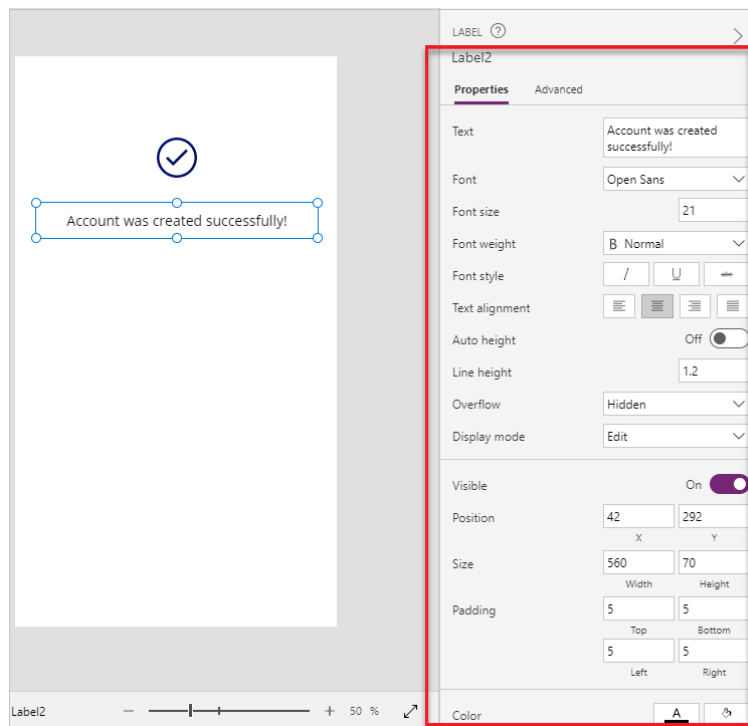 LABEL ?
Label2
Properties Advanced
Text Account was created
successfully!
Font Open Sans
Font size 21
Font weight B Normal
Font style / U abc
Text alignment
Auto height Off
Line height 1.2
Overflow Hidden
Display mode Edit
Visible On
Position 42 292
X Y
Size 560 70
Width Height
Padding 5 5
Top Bottom
5 5
Left Right
Color A
Account was created successfully!
Label2 — + 50 %